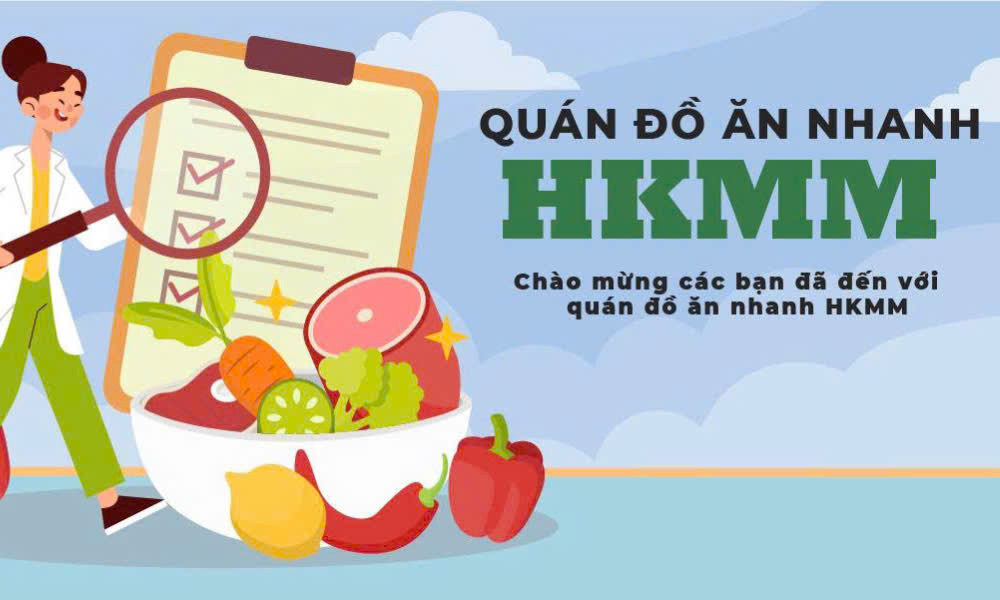 QUÁN ĐỒ ĂN NHANH
HKMM
Chào mừng các bạn đã đến với
quán đồ ăn nhanh HKMM